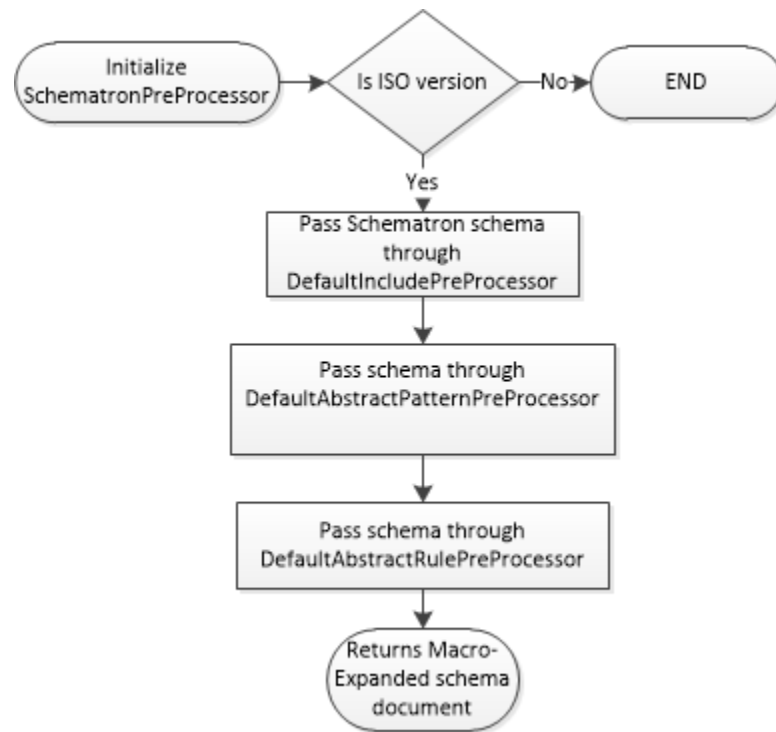 Initialize
SchematronPreProcessor
Is ISO version
No
END
Yes
Pass Schematron schema
through
DefaultIncludePreProcessor
Pass schema through
DefaultAbstractPatternPreProcessor
Pass schema through
DefaultAbstractRulePreProcessor
Returns Macro-
Expanded schema
document